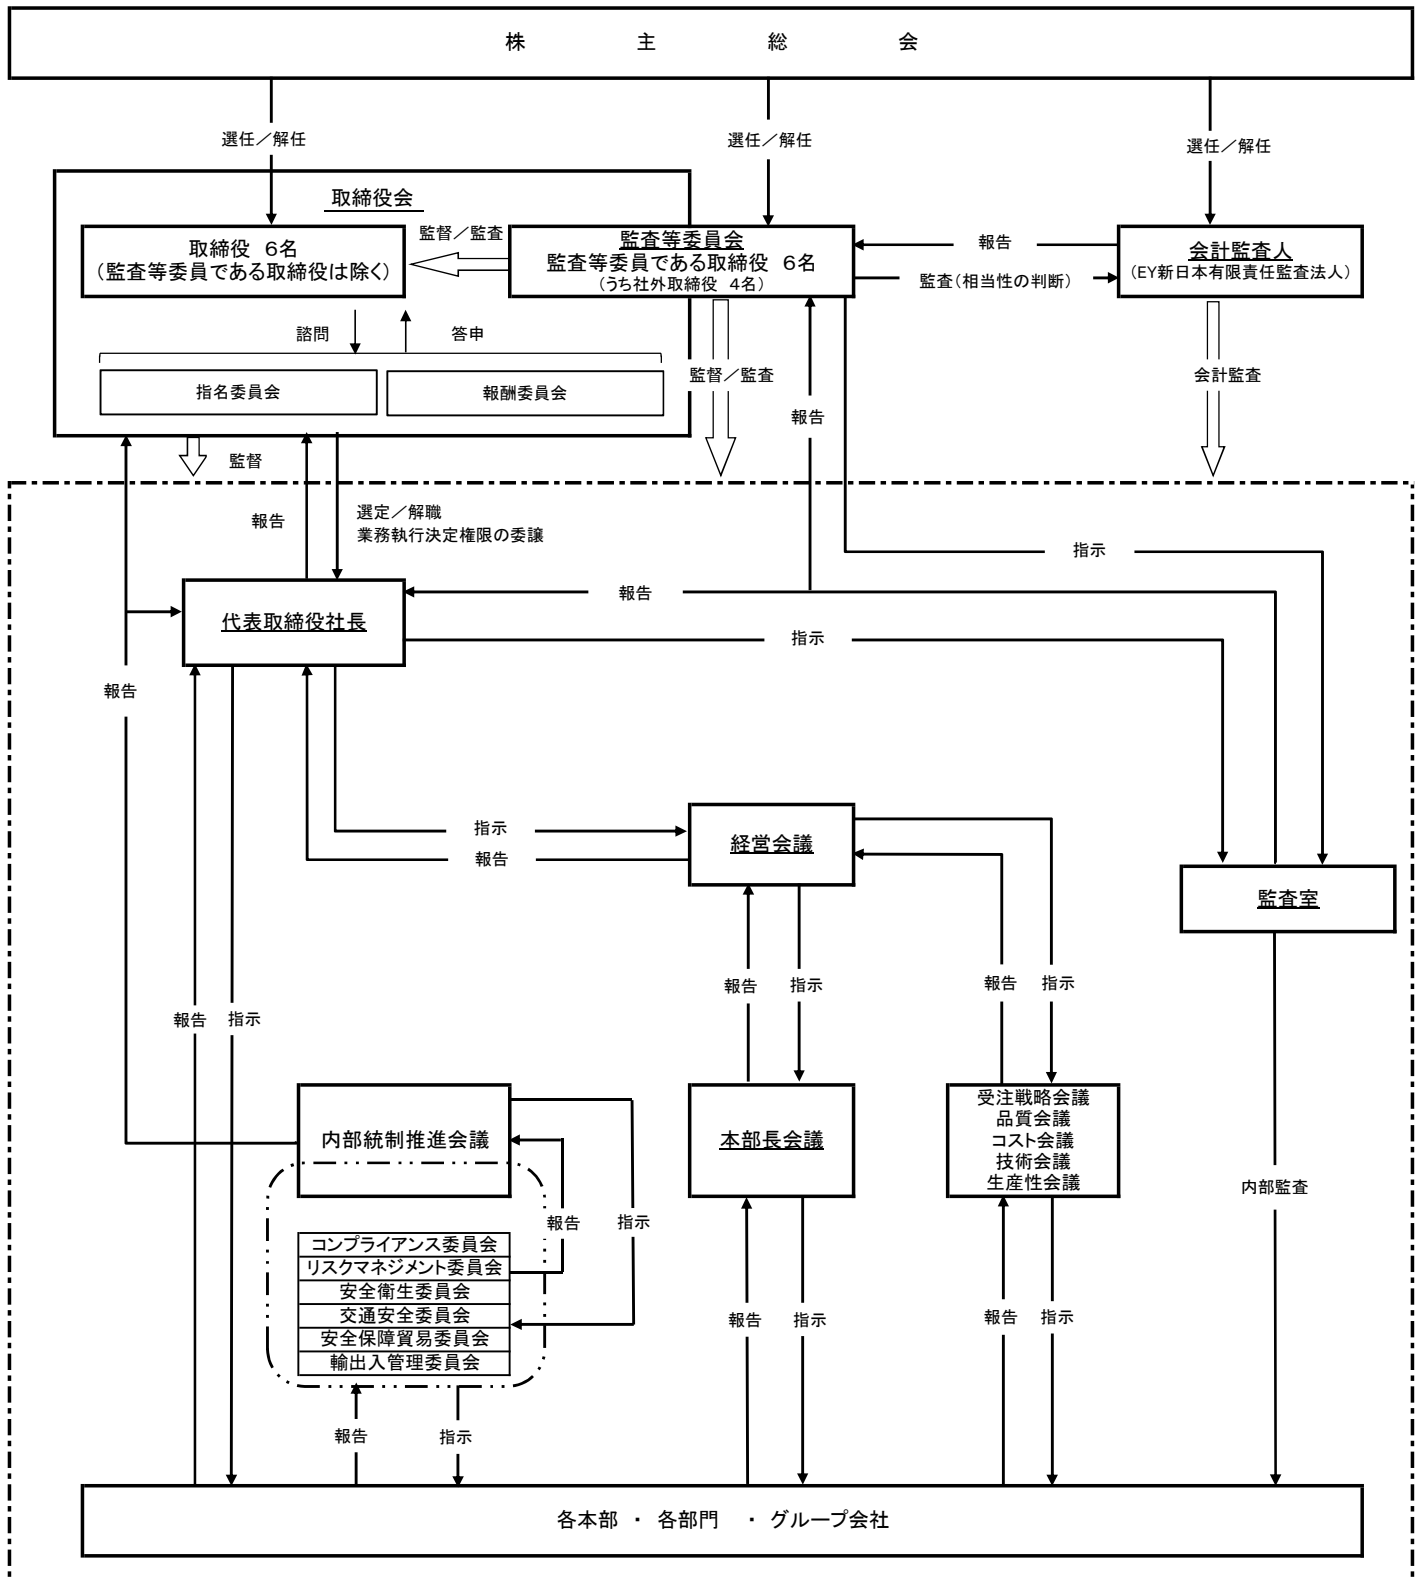 株 主 総 会
選任／解任
選任／解任
選任／解任
取締役会
取締役 6名
（監査等委員である取締役は除く）
監督／監査
監査等委員会
監査等委員である取締役 6名
（うち社外取締役 4名）
報告
監査（相当性の判断）
会計監査人
（EY新日本有限責任監査法人）
諮問
答申
指名委員会
報酬委員会
監督／監査
会計監査
報告
監督
報告
選定／解職
業務執行決定権限の委譲
指示
代表取締役社長
報告
指示
報告
指示
報告
経営会議
監査室
報告
指示
報告
指示
報告
指示
内部統制推進会議
本部長会議
受注戦略会議
品質会議
コスト会議
技術会議
生産性会議
内部監査
報告
指示
コンプライアンス委員会
リスクマネジメント委員会
安全衛生委員会
交通安全委員会
安全保障貿易委員会
輸出入管理委員会
報告
指示
報告
指示
報告
指示
各本部 ・ 各部門 ・ グループ会社